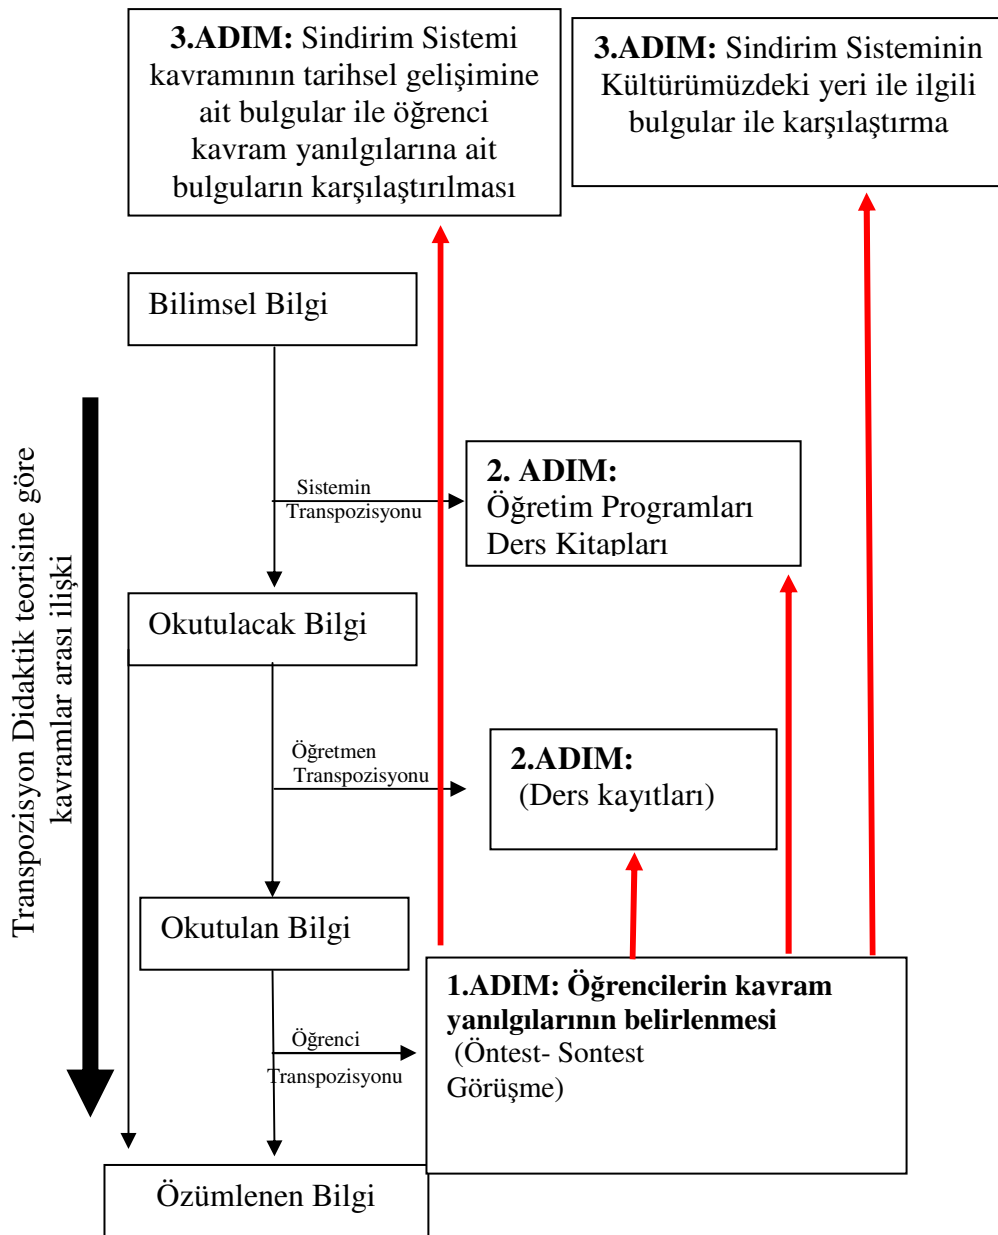 3.ADIM: Sindirim Sistemi
kavramının tarihsel gelişimine
ait bulgular ile öğrenci
kavram yanılgılarına ait
bulguların karşılaştırılması
3.ADIM: Sindirim Sisteminin
Kültürümüzdeki yeri ile ilgili
bulgular ile karşılaştırma
Bilimsel Bilgi
Transpozisyon Didaktik teorisine göre
kavramlar arası ilişki
Sistemin
Transpozisyonu
2. ADIM:
Öğretim Programları
Ders Kitapları
Okutulacak Bilgi
Öğretmen
Transpozisyonu
2.ADIM:
(Ders kayıtları)
Okutulan Bilgi
1.ADIM: Öğrencilerin kavram
yanılgılarının belirlenmesi
(Öntest- Sontest
Görüşme)
Öğrenci
Transpozisyonu
Özümlenen Bilgi